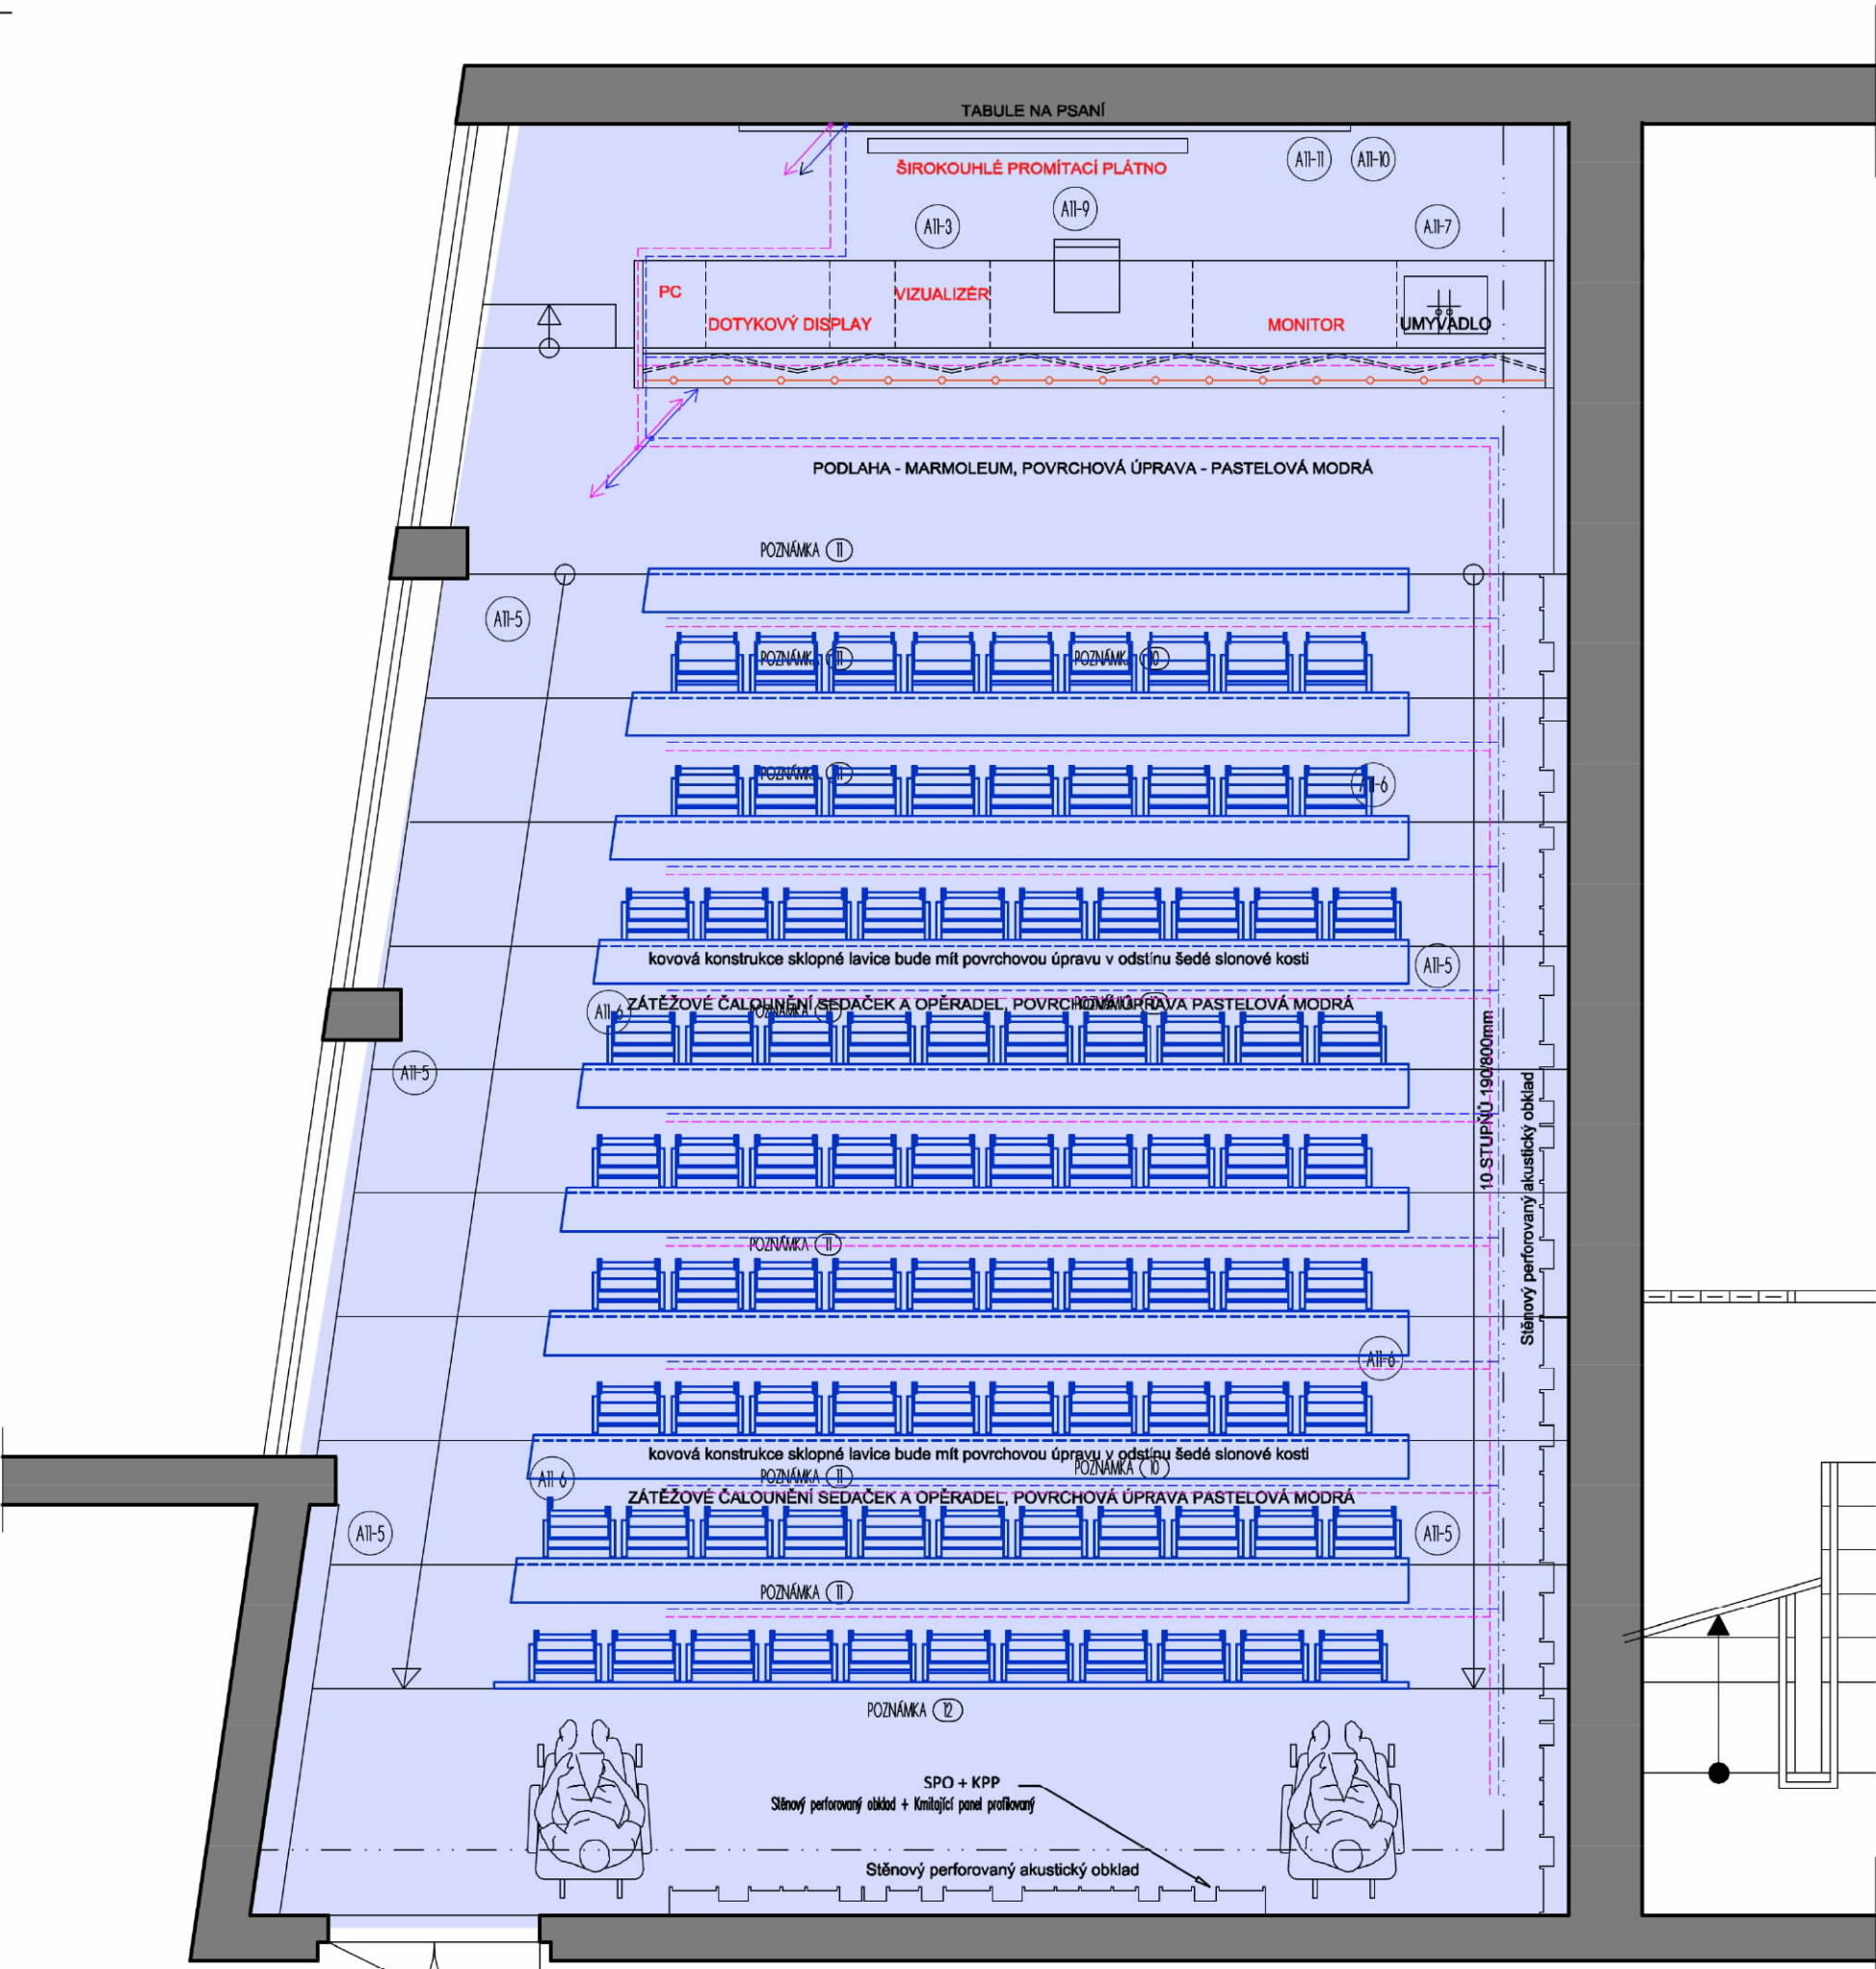 TABULE NA PSANÍ
ŠIROKOUHLÉ PROMÍTACÍ PLÁTNO
A11-11
A11-10
A11-9
A11-3
A11-7
PC
VIZUALIZÉR
DOTYKOVÝ DISPLAY
MONITOR
UMYVADLO
PODLAHA - MARMOLEUM, POVRCHOVÁ ÚPRAVA - PASTELOVÁ MODRÁ
POZNÁMKA 11
A11-5
POZNÁMKA 11
POZNÁMKA 10
POZNÁMKA 11
A11-6
kovová konstrukce sklopné lavice bude mít povrchovou úpravu v odstínu šedé slonové kosti
A11-5
ZÁTĚŽOVÉ ČALOUNĚNÍ SEDAČEK A OPĚRADEL, POVRCHOVÁ ÚPRAVA PASTELOVÁ MODRÁ
A11-6
POZNÁMKA 11
POZNÁMKA 10
A11-5
10 STUPŇŮ 190/800mm
Stěnový perforovaný akustický obklad
POZNÁMKA 11
A11-6
kovová konstrukce sklopné lavice bude mít povrchovou úpravu v odstínu šedé slonové kosti
POZNÁMKA 10
A11-6
POZNÁMKA 11
ZÁTĚŽOVÉ ČALOUNĚNÍ SEDAČEK A OPĚRADEL, POVRCHOVÁ ÚPRAVA PASTELOVÁ MODRÁ
A11-5
A11-5
POZNÁMKA 11
POZNÁMKA 12
SPO + KPP
Stěnový perforovaný obklad + Kmitající panel profilovaný
Stěnový perforovaný akustický obklad